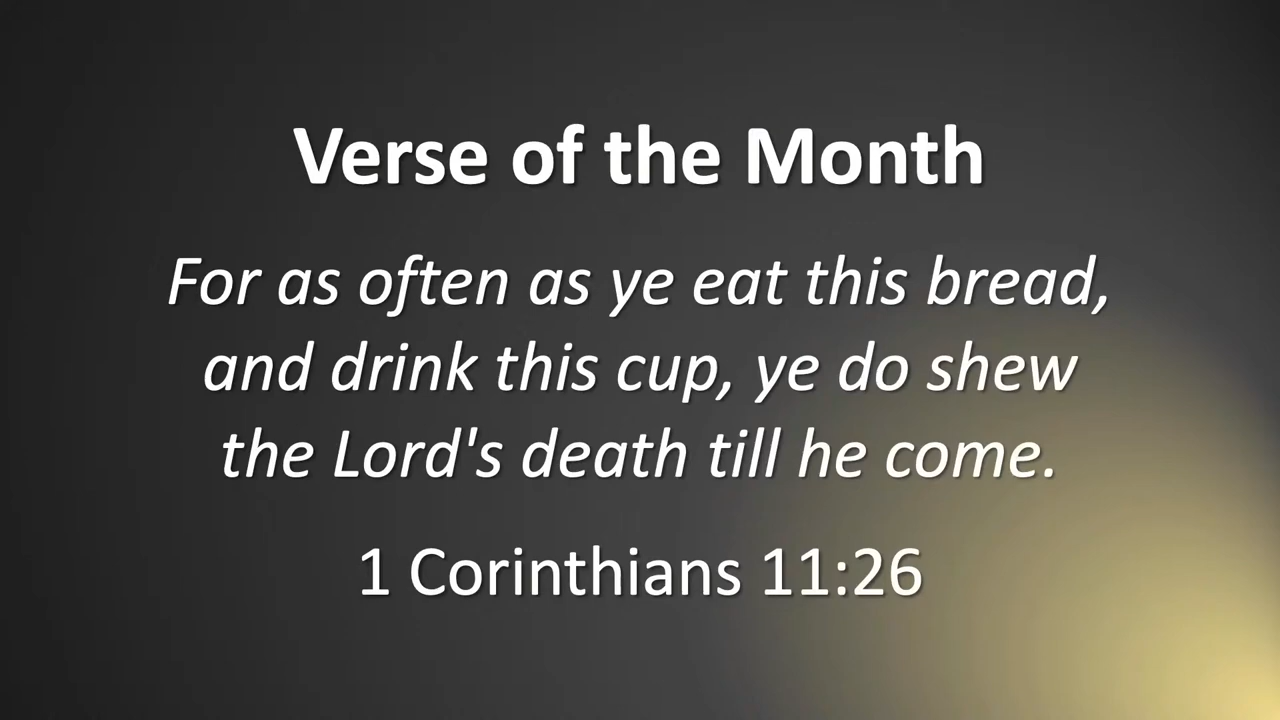 Verse of the Month
For as often as ye eat this bread,
and drink this cup, ye do shew
the Lord's death till he come.
1 Corinthians 11:26